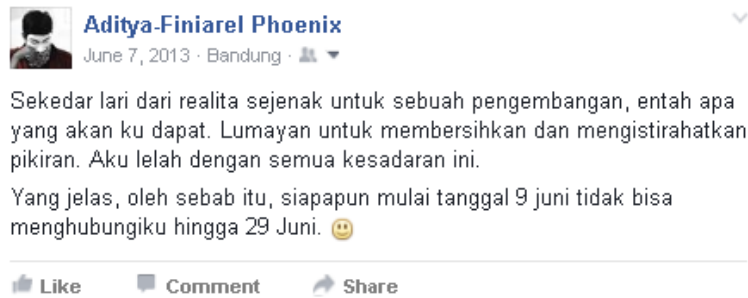 Aditya-Finiarel Phoenix
June 7, 2013 · Bandung ·
Sekedar lari dari realita sejenak untuk sebuah pengembangan, entah apa
yang akan ku dapat. Lumayan untuk membersihkan dan mengistirahatkan
pikiran. Aku lelah dengan semua kesadaran ini.
Yang jelas, oleh sebab itu, siapapun mulai tanggal 9 juni tidak bisa
menghubungiku hingga 29 Juni. 🙂
Like Comment Share